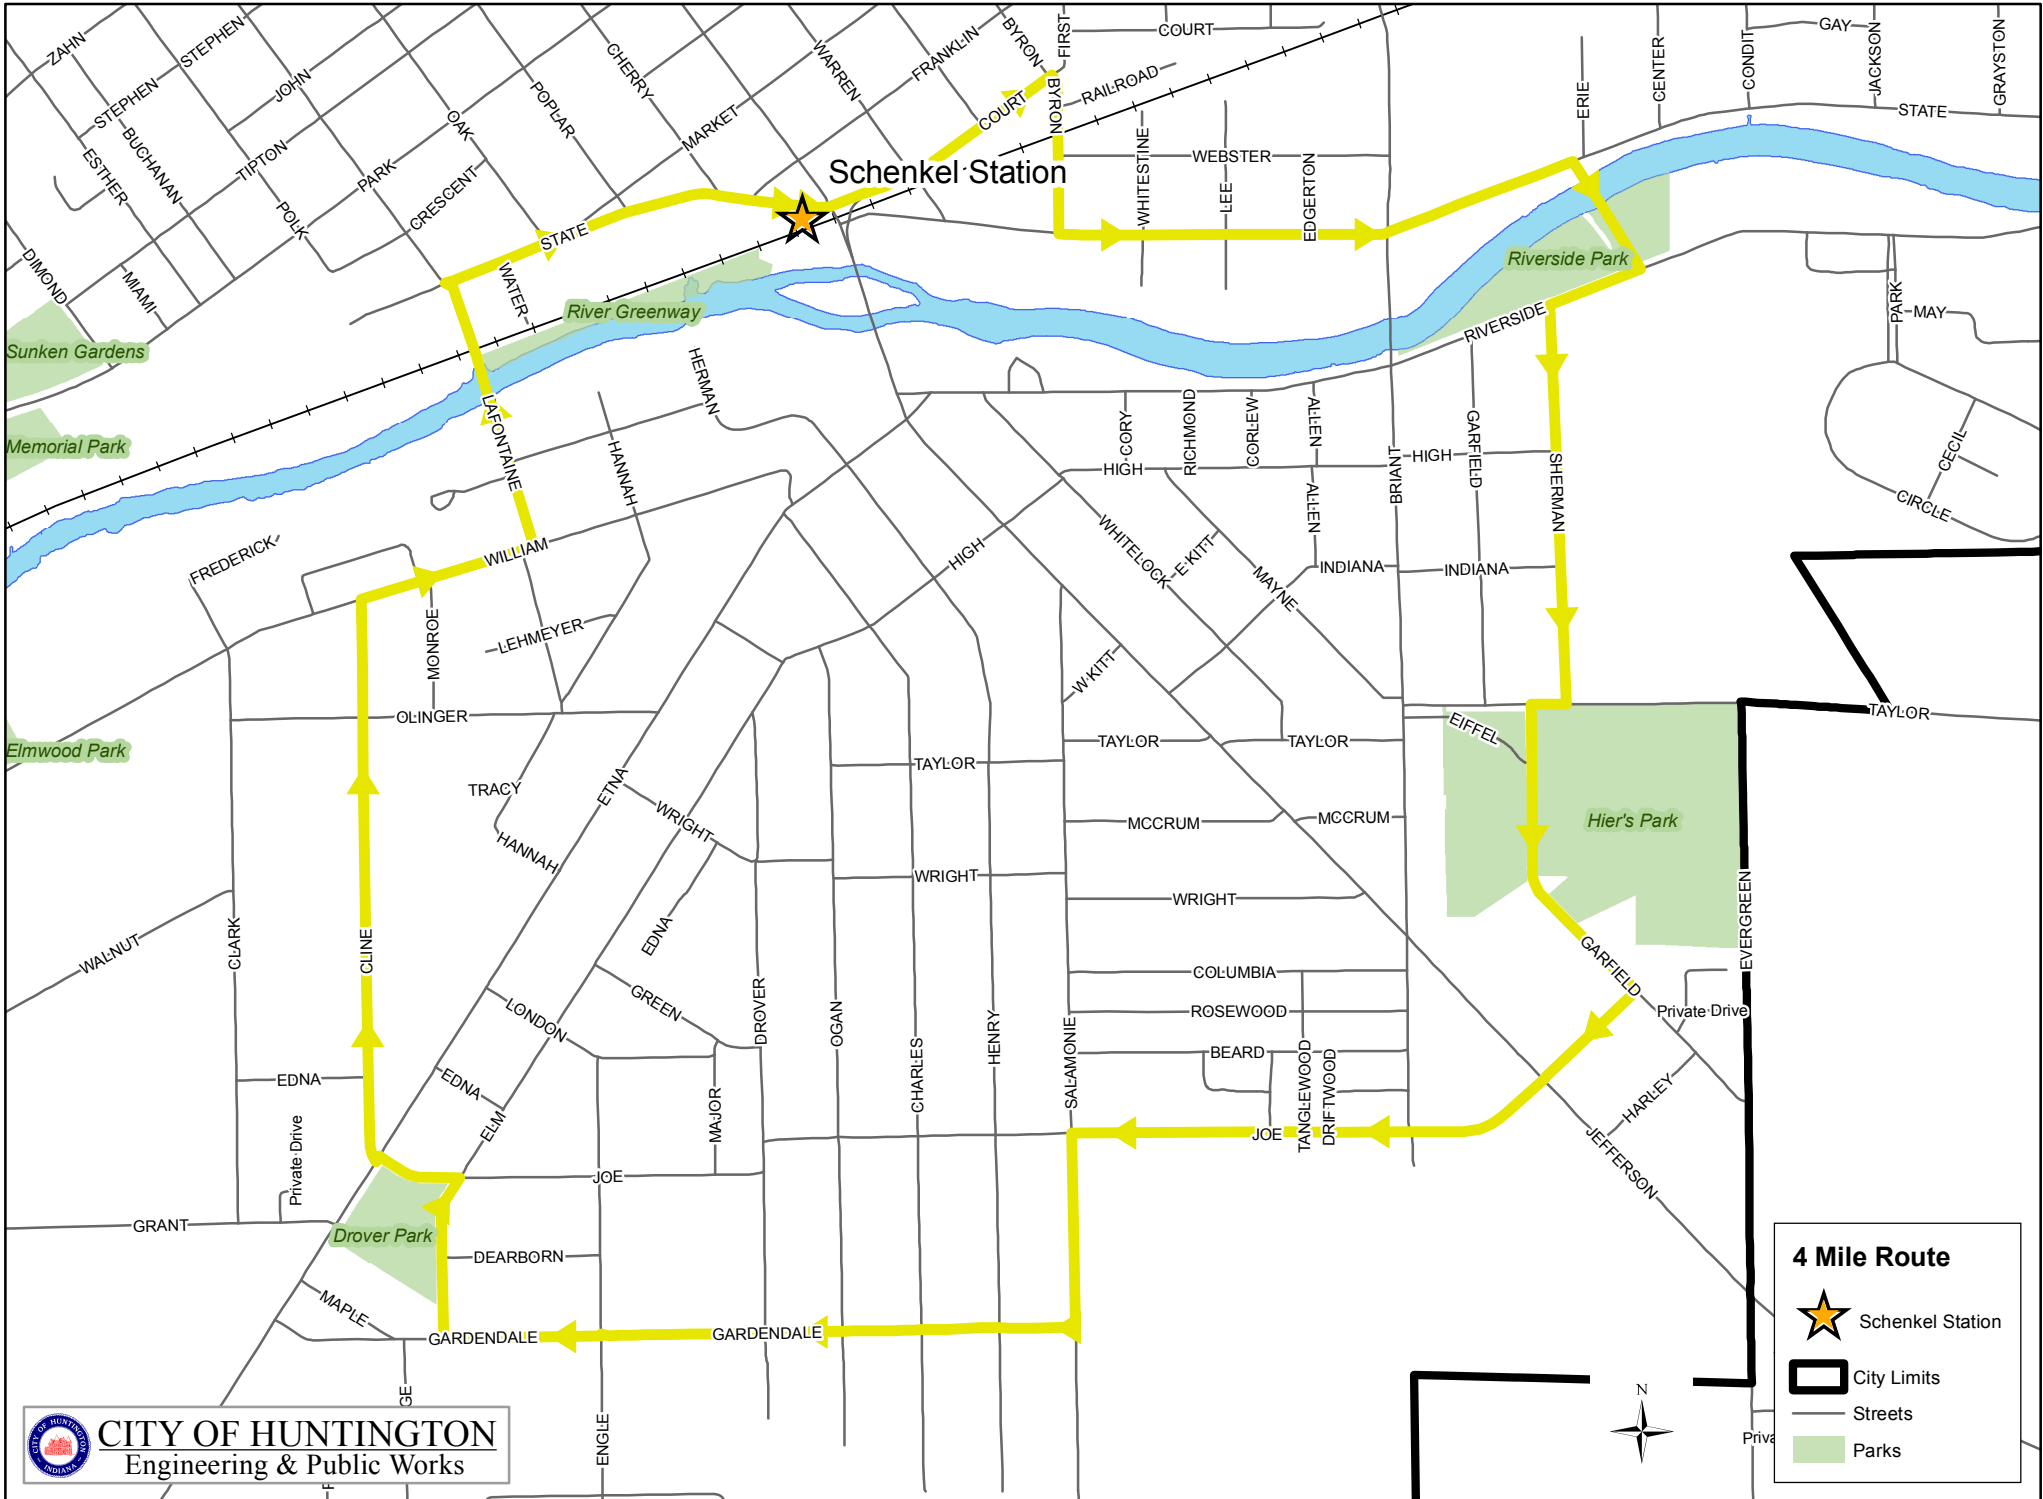 ZAHN
STEPHEN
STEPHEN
JOHN
BUCHANAN
ESTHER
TIPTON
PARK
OAK
POPLAR
CHERRY
MARKET
WARREN
FRANKLIN
BYRON
FIRST
COURT
COURT
RAILROAD
BYRON
WHITESTINE
WEBSTER
LEE
EDGERTON
ERIE
CENTER
CONDIT
GAY
JACKSON
GRAYSTON
STATE
Schenkel Station
CRESCENT
POLK
DIMOND
MIAMI
STATE
WATER
River Greenway
Riverside Park
RIVERSIDE
PARK
MAY
CECIL
CIRCLE
Sunken Gardens
Memorial Park
Elmwood Park
LAFONTAINE
HERMAN
HANNAH
WILLIAM
FREDERICK
MONROE
LEHMEYER
OLINGER
TRACY
HANNAH
ETNA
WRIGHT
EDNA
HIGH
HIGH
HIGH
CORY
RICHMOND
CORLEW
ALLEN
ALLEN
BRIANT
GARFIELD
SHERMAN
WHITELOCK
E KITT
MAYNE
INDIANA
INDIANA
W KITT
TAYLOR
TAYLOR
TAYLOR
TAYLOR
EIFFEL
Hier's Park
MCCRUM
MCCRUM
WRIGHT
WRIGHT
EVERGREEN
GARFIELD
Private Drive
COLUMBIA
ROSEWOOD
BEARD
TANGLEWOOD
DRIFTWOOD
JOE
HARLEY
JEFFERSON
WALNUT
CLARK
CLINE
LONDON
GREEN
DROVER
OGAN
CHARLES
HENRY
SALAMONIE
EDNA
EDNA
ELM
MAJOR
Private Drive
JOE
GRANT
Drover Park
DEARBORN
MAPLE
GARDENDALE
GARDENDALE
GE
ENGLE
4 Mile Route
Schenkel Station
City Limits
Streets
Parks
N
Priva
CITY OF HUNTINGTON
INDIANA
CITY OF HUNTINGTON
Engineering & Public Works